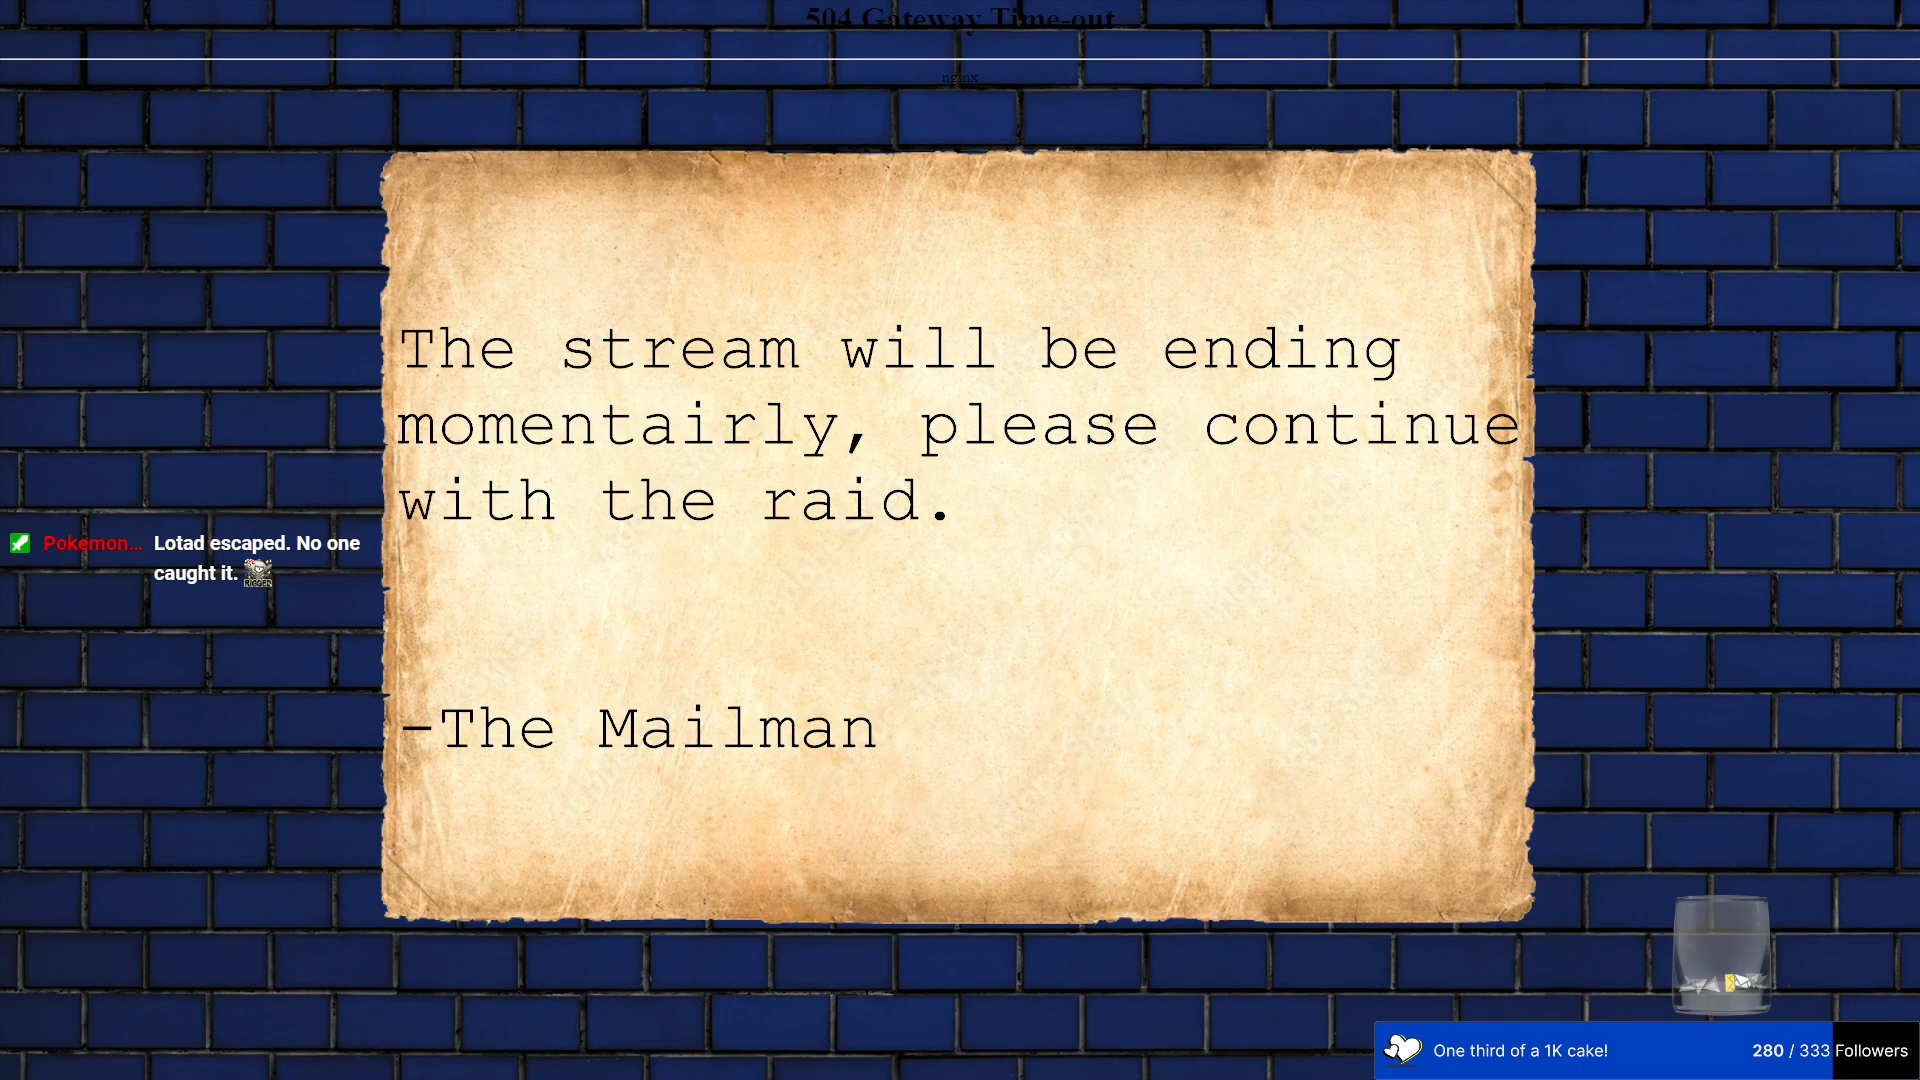 504 Gateway Time-out
nginx
The stream will be ending
momentairly, please continue
with the raid.
Pokemon... Lotad escaped. No one
caught it. RIGGED
-The Mailman
One third of a 1K cake! 280 / 333 Followers